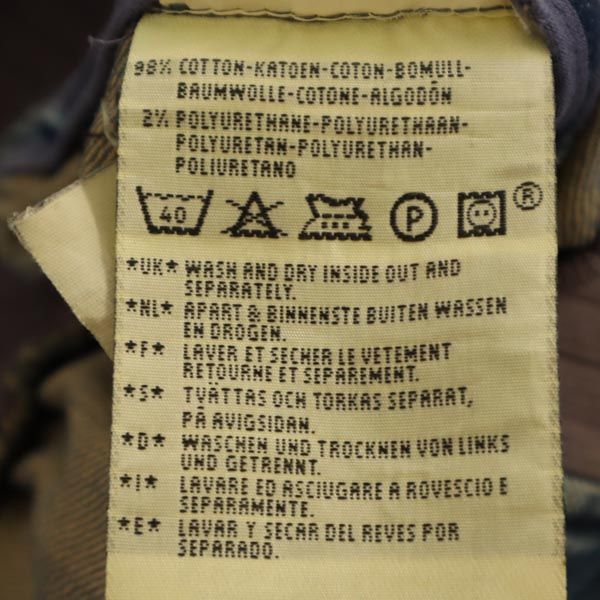 98% COTTON-KATOEN-COTON-BOMULL-
BAUMWOLLE-COTONE-ALGODÓN
2% POLYURETHANE-POLYURETHAAN-
POLYURETAN-POLYURETHAN-
POLIURETANO
40 P ®
*UK* WASH AND DRY INSIDE OUT AND
SEPARATELY.
*NL* APART & BINNENSTE BUITEN WASSEN
EN DROGEN.
*F* LAVER ET SECHER LE VETEMENT
RETOURNE ET SEPAREMENT.
*S* TVÄTTAS OCH TORKAS SEPARAT,
PÅ AVIGSIDAN.
*D* WASCHEN UND TROCKNEN VON LINKS
UND GETRENNT.
*I* LAVARE ED ASCIUGARE A ROVESCIO E
SEPARAMENTE.
*E* LAVAR Y SECAR DEL REVES POR
SEPARADO.